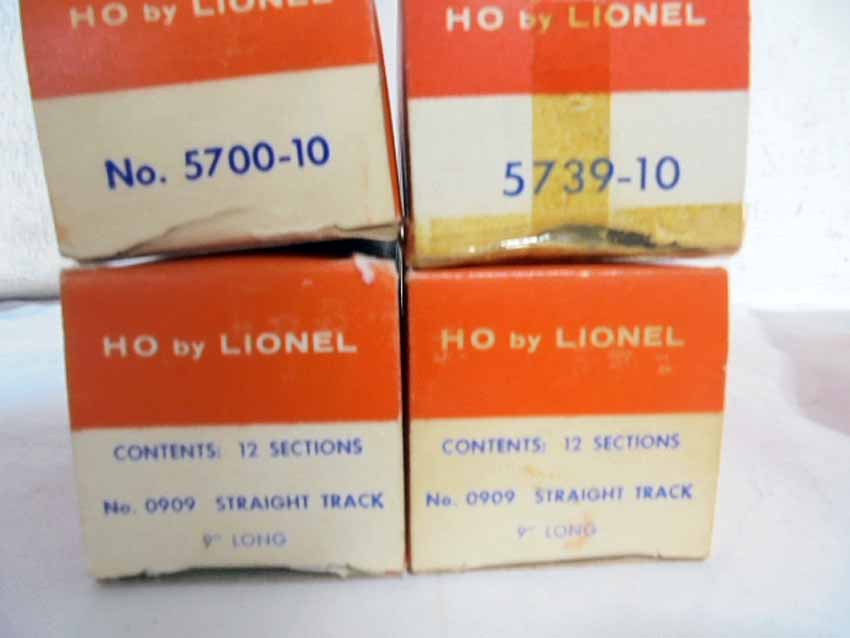 HO by LIONEL
No. 5700-10
HO by LIONEL
5739-10
HO by LIONEL
CONTENTS: 12 SECTIONS
No. 0909 STRAIGHT TRACK
9" LONG
HO by LIONEL
CONTENTS: 12 SECTIONS
No. 0909 STRAIGHT TRACK
9" LONG